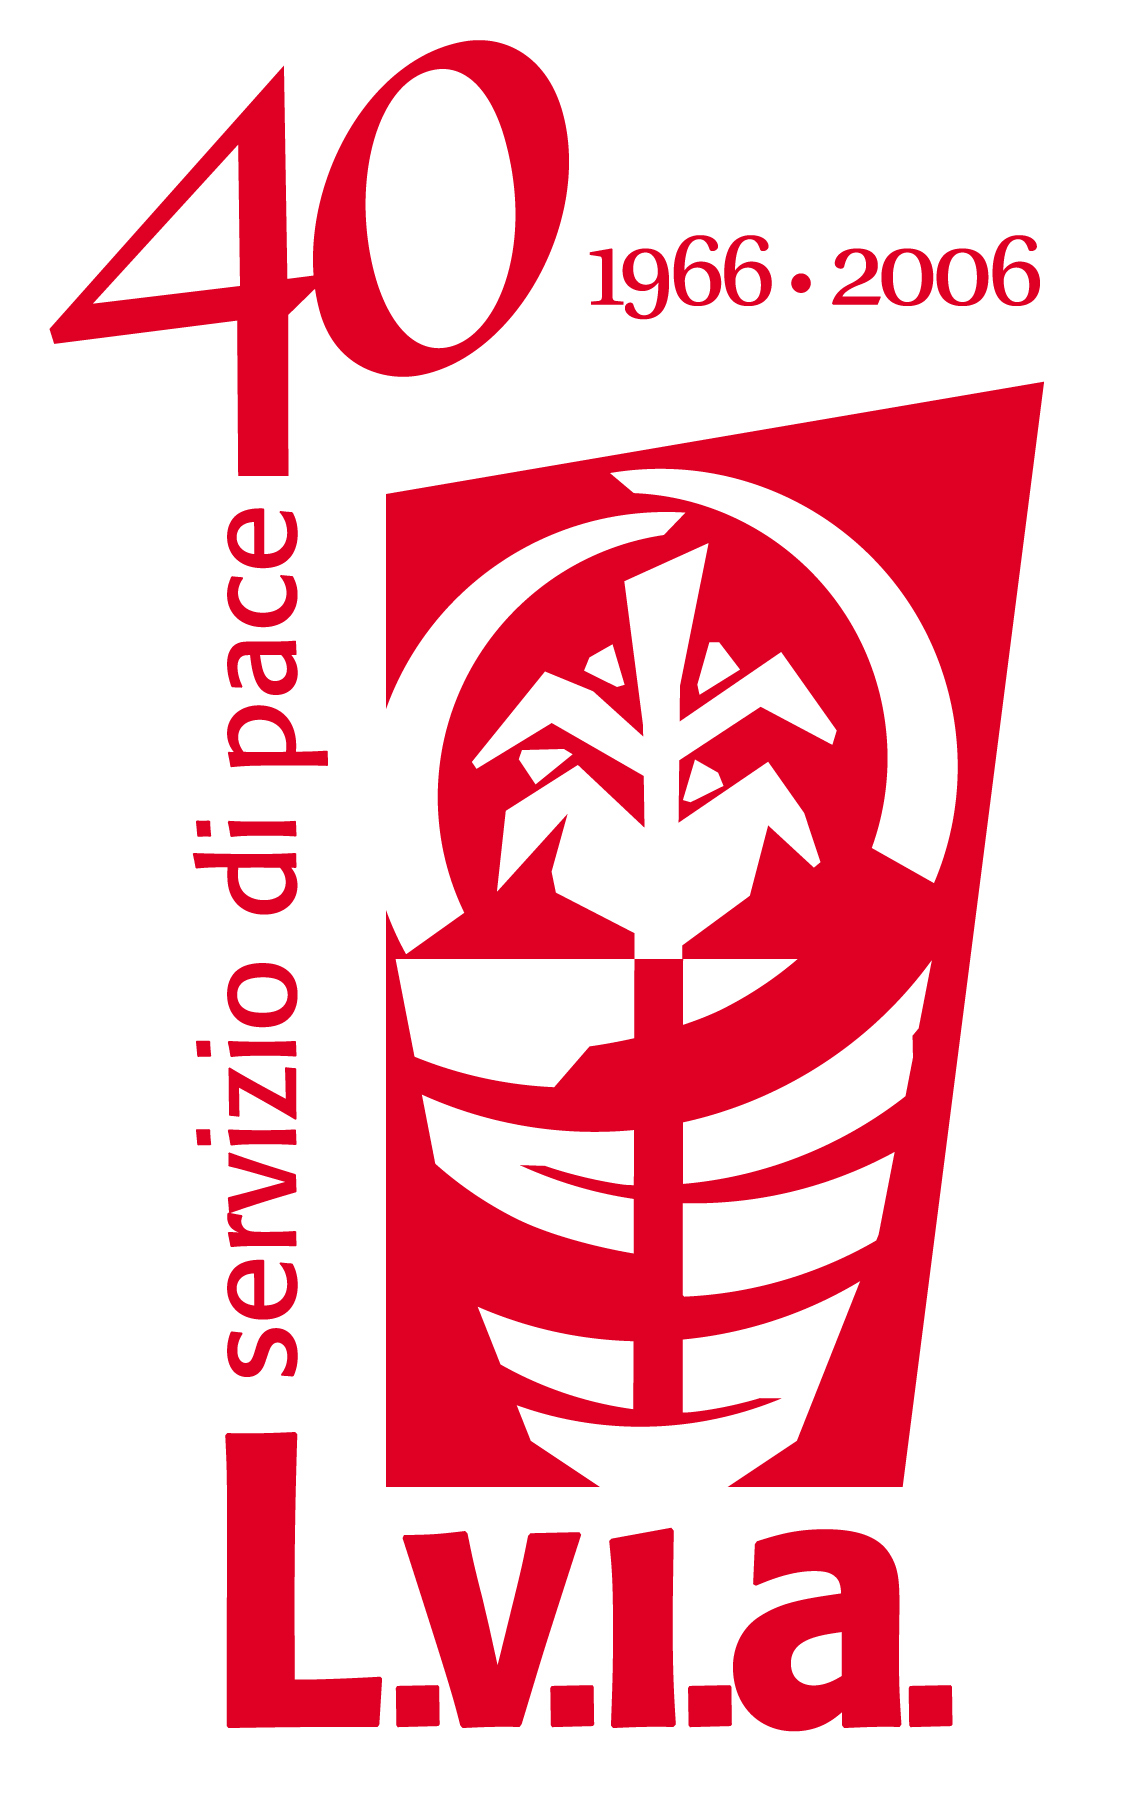 40
1966 • 2006
servizio di pace
L.v.i.a.